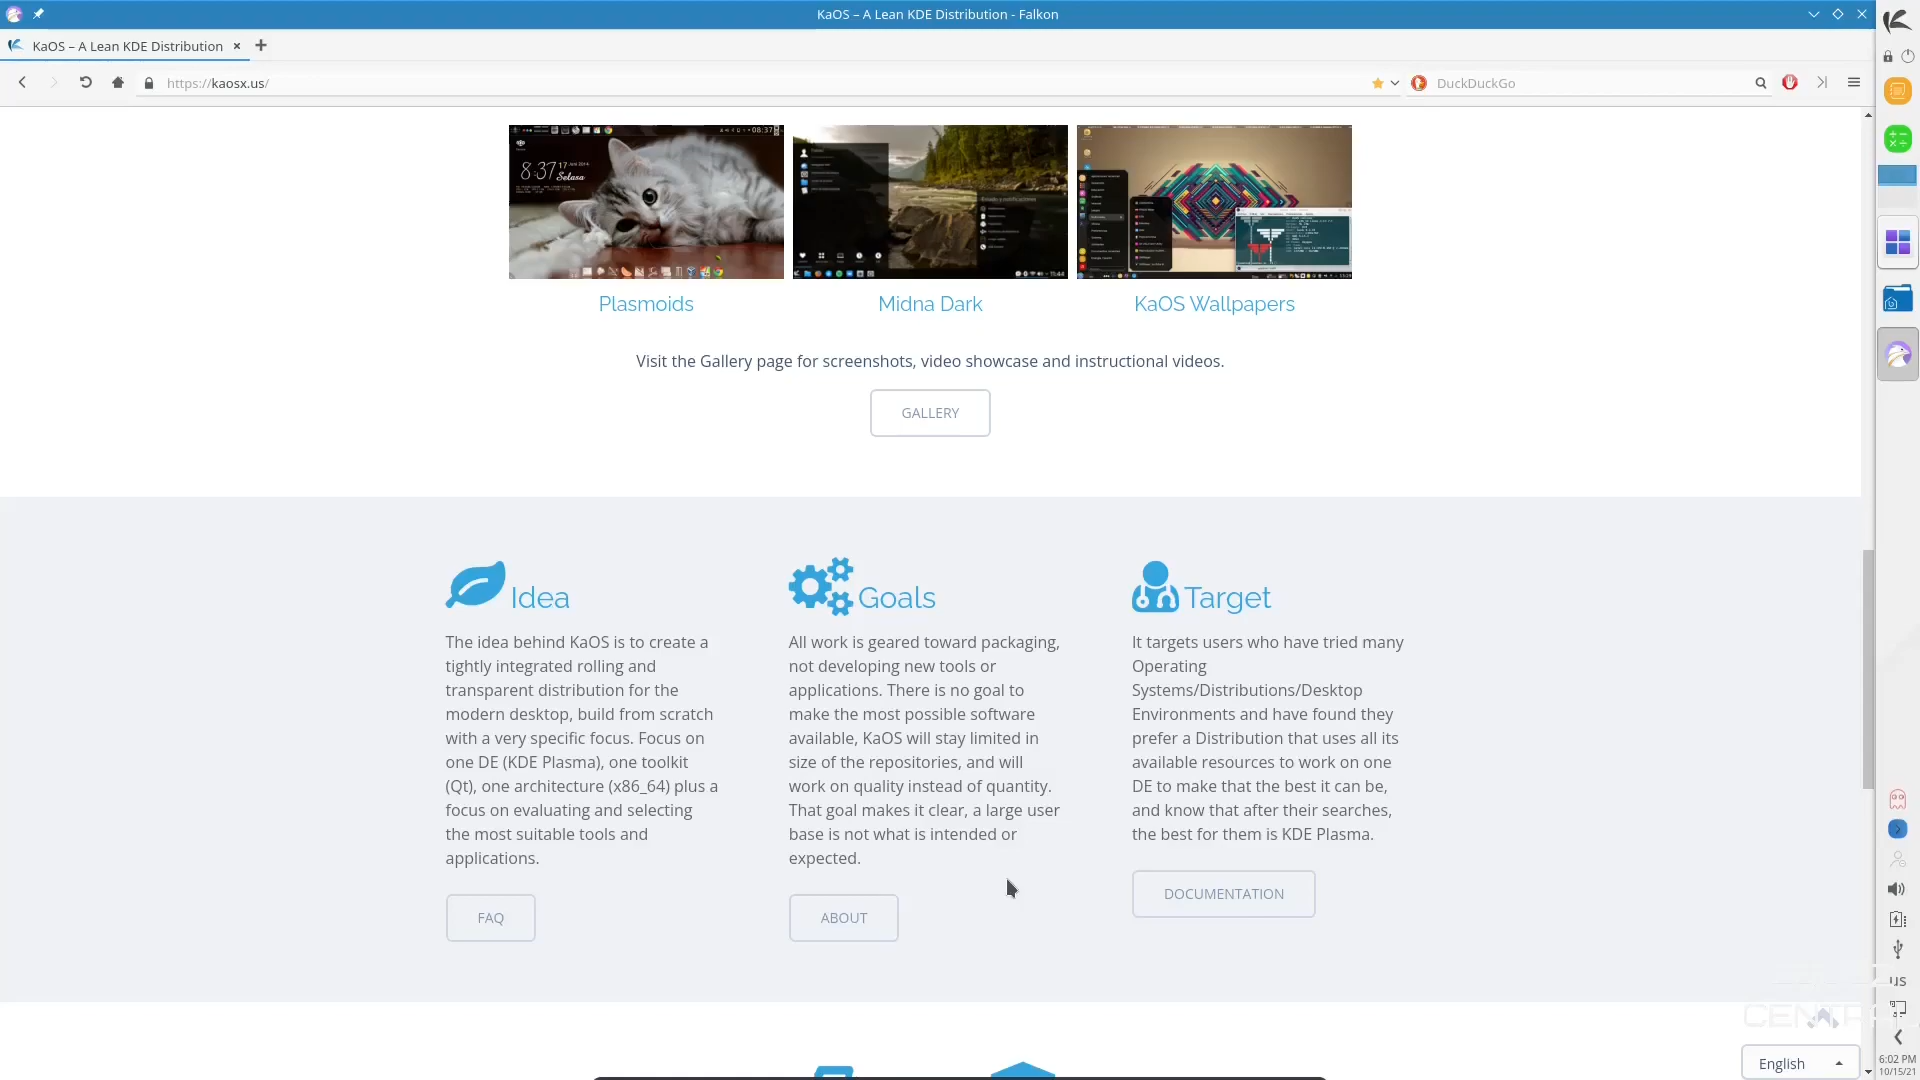 KaOS – A Lean KDE Distribution - Falkon
KaOS – A Lean KDE Distribution
https://kaosx.us/
DuckDuckGo
08:37
8:37 17 Juni 2014
Selasa
Plasmoids
Midna Dark
KaOS Wallpapers
Visit the Gallery page for screenshots, video showcase and instructional videos.
GALLERY
Idea
The idea behind KaOS is to create a
tightly integrated rolling and
transparent distribution for the
modern desktop, build from scratch
with a very specific focus. Focus on
one DE (KDE Plasma), one toolkit
(Qt), one architecture (x86_64) plus a
focus on evaluating and selecting
the most suitable tools and
applications.
FAQ
Goals
All work is geared toward packaging,
not developing new tools or
applications. There is no goal to
make the most possible software
available, KaOS will stay limited in
size of the repositories, and will
work on quality instead of quantity.
That goal makes it clear, a large user
base is not what is intended or
expected.
ABOUT
Target
It targets users who have tried many
Operating
Systems/Distributions/Desktop
Environments and have found they
prefer a Distribution that uses all its
available resources to work on one
DE to make that the best it can be,
and know that after their searches,
the best for them is KDE Plasma.
DOCUMENTATION
us
English
6:02 PM
10/15/21